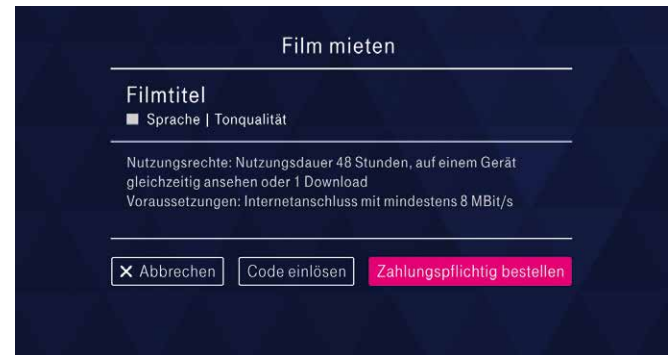 Film mieten
Filmtitel
Sprache | Tonqualität
Nutzungsrechte: Nutzungsdauer 48 Stunden, auf einem Gerät
gleichzeitig ansehen oder 1 Download
Voraussetzungen: Internetanschluss mit mindestens 8 MBit/s
Abbrechen Code einlösen Zahlungspflichtig bestellen